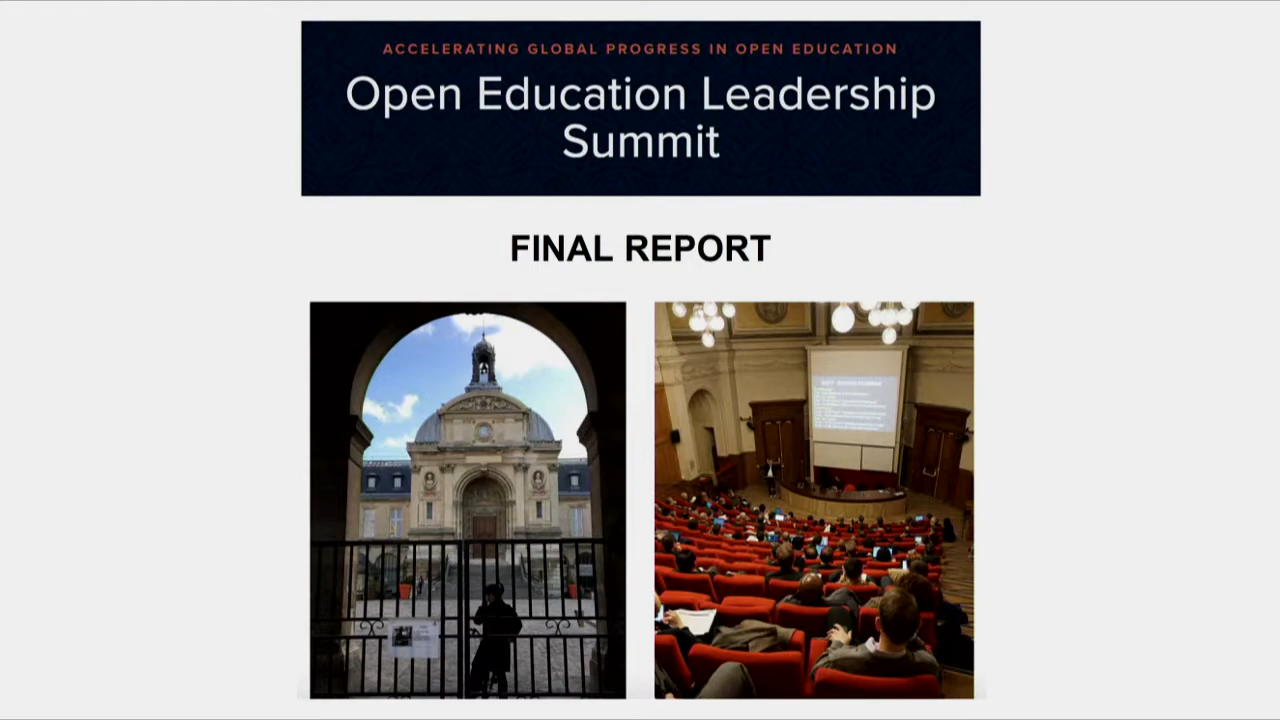 ACCELERATING GLOBAL PROGRESS IN OPEN EDUCATION
Open Education Leadership
Summit
FINAL REPORT